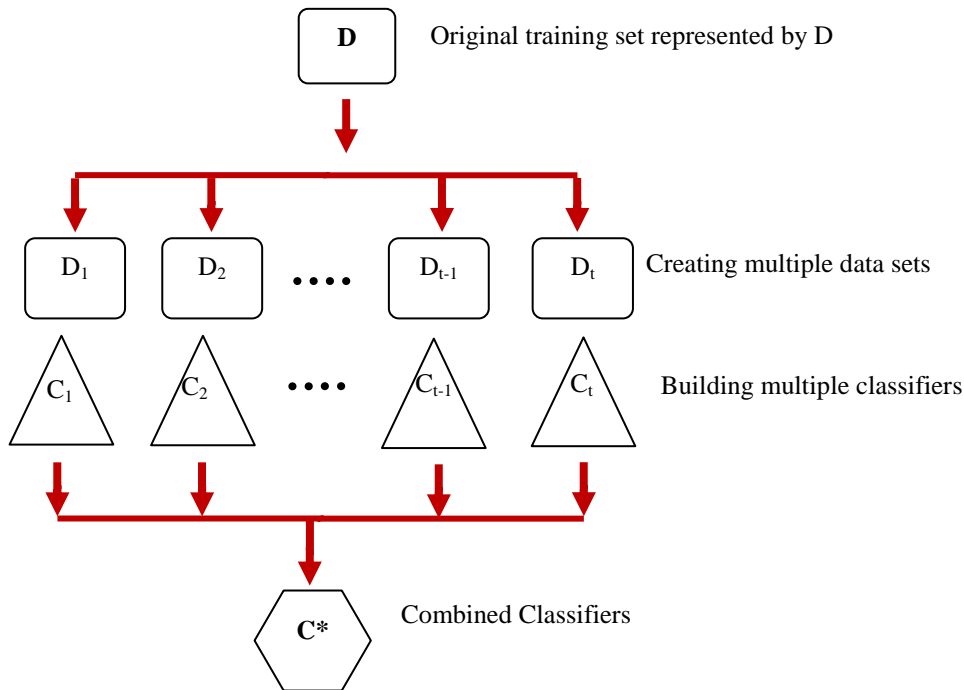 D Original training set represented by D
D₁ D₂ .... Dₜ₋₁ Dₜ Creating multiple data sets
C₁ C₂ .... Cₜ₋₁ Cₜ Building multiple classifiers
C* Combined Classifiers